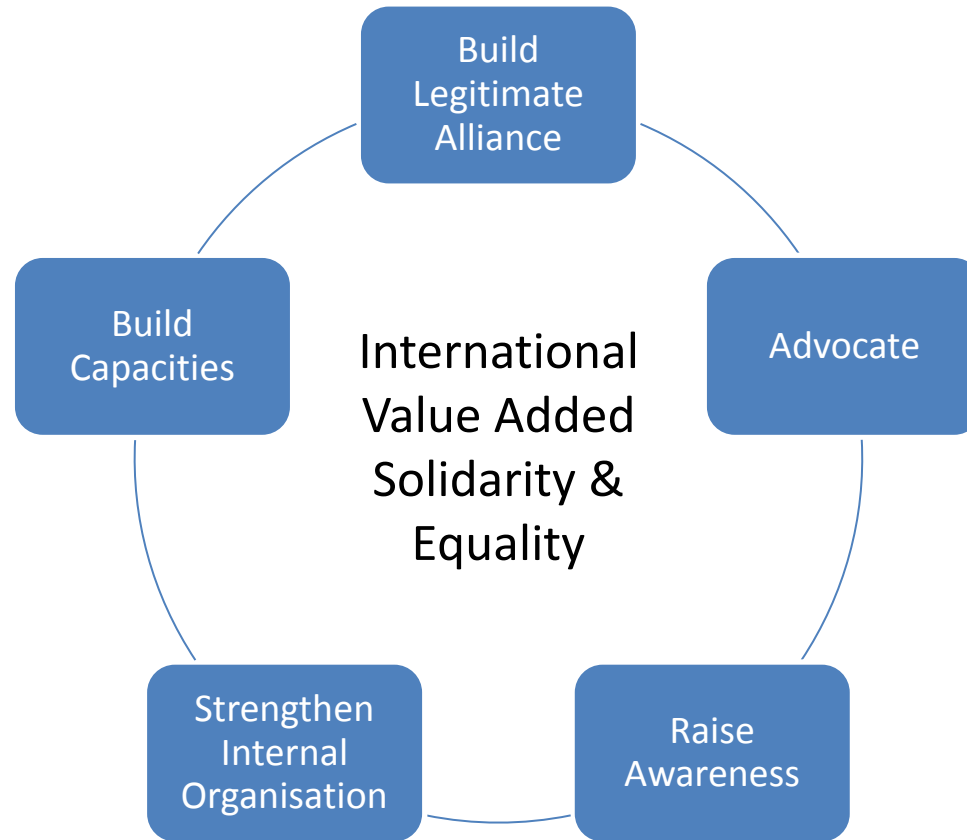 Build
Legitimate
Alliance
Advocate
Raise
Awareness
Strengthen
Internal
Organisation
Build
Capacities
International
Value Added
Solidarity &
Equality